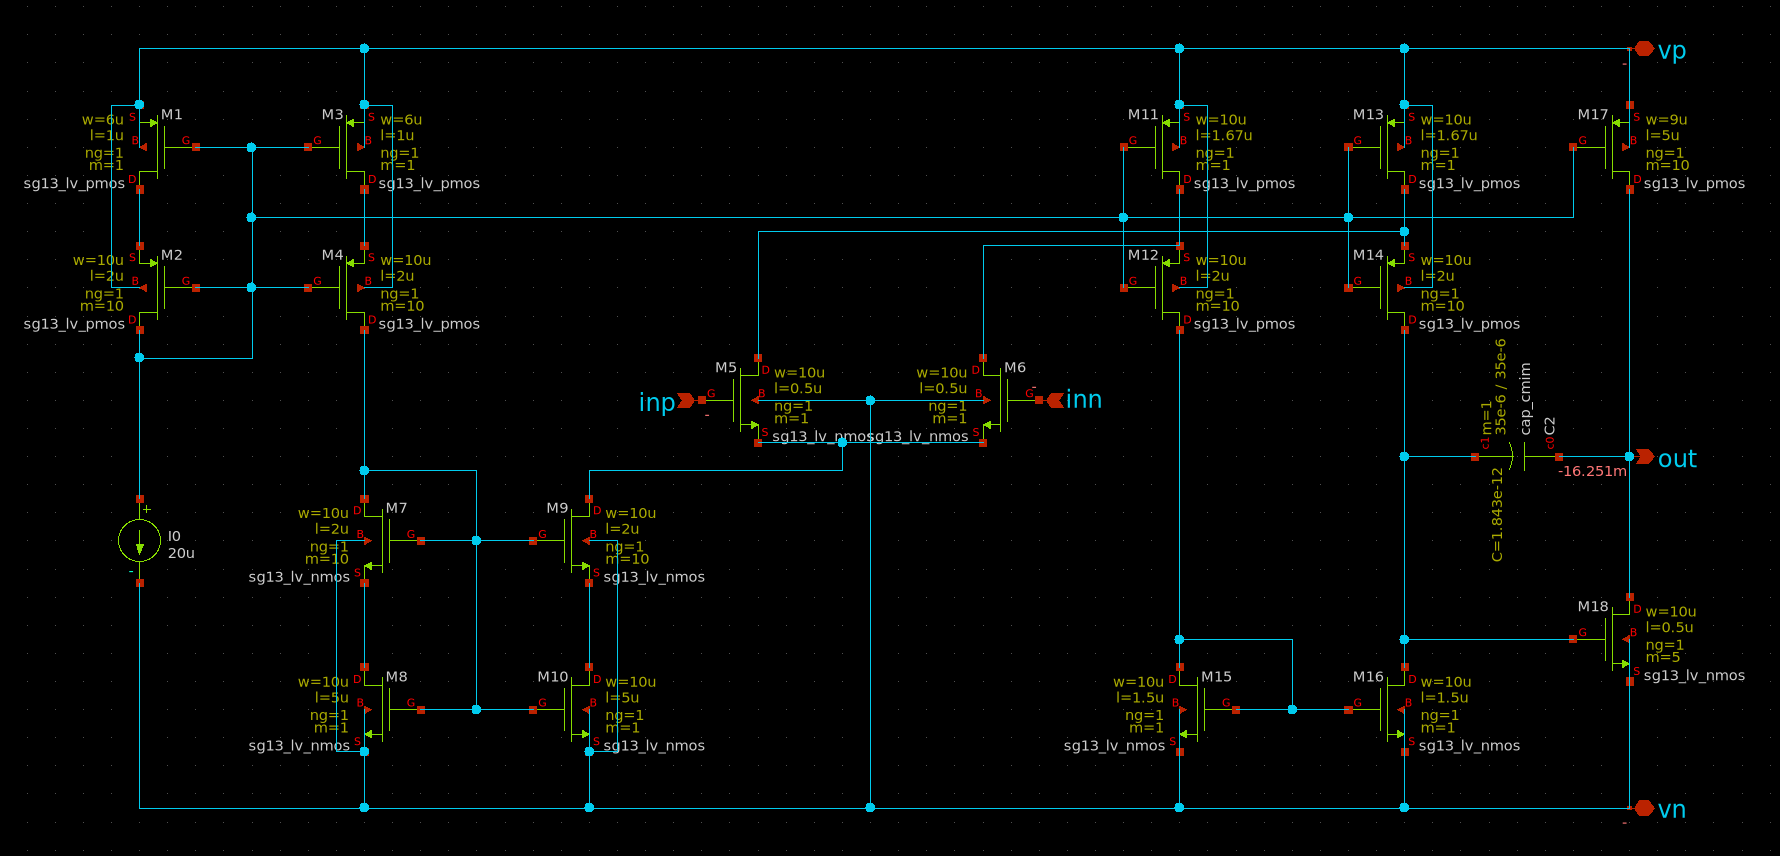 vp
M1
w=6u
l=1u
ng=1
m=1
sg13_lv_pmos
S
B
G
D
M3
w=6u
l=1u
ng=1
m=1
sg13_lv_pmos
S
B
G
D
M11
w=10u
l=1.67u
ng=1
m=1
sg13_lv_pmos
S
B
G
D
M13
w=10u
l=1.67u
ng=1
m=1
sg13_lv_pmos
S
B
G
D
M17
w=9u
l=5u
ng=1
m=10
sg13_lv_pmos
S
B
G
D
-
M2
w=10u
l=2u
ng=1
m=10
sg13_lv_pmos
S
B
G
D
M4
w=10u
l=2u
ng=1
m=10
sg13_lv_pmos
S
B
G
D
M12
w=10u
l=2u
ng=1
m=10
sg13_lv_pmos
S
B
G
D
M14
w=10u
l=2u
ng=1
m=10
sg13_lv_pmos
S
B
G
D
inp
-
M5
w=10u
l=0.5u
ng=1
m=1
sg13_lv_nmos
D
B
G
S
M6
w=10u
l=0.5u
ng=1
m=1
sg13_lv_nmos
D
B
G
S
-
inn
m=1
35e-6 / 35e-6
cap_cmim
C2
c1
c0
C=1.843e-12
-16.251m
out
I0
20u
+
-
M7
w=10u
l=2u
ng=1
m=10
sg13_lv_nmos
D
B
G
S
M9
w=10u
l=2u
ng=1
m=10
sg13_lv_nmos
D
B
G
S
M18
w=10u
l=0.5u
ng=1
m=5
sg13_lv_nmos
D
B
G
S
M8
w=10u
l=5u
ng=1
m=1
sg13_lv_nmos
D
B
G
S
M10
w=10u
l=5u
ng=1
m=1
sg13_lv_nmos
D
B
G
S
M15
w=10u
l=1.5u
ng=1
m=1
sg13_lv_nmos
D
B
G
S
M16
w=10u
l=1.5u
ng=1
m=1
sg13_lv_nmos
D
B
G
S
vn
-